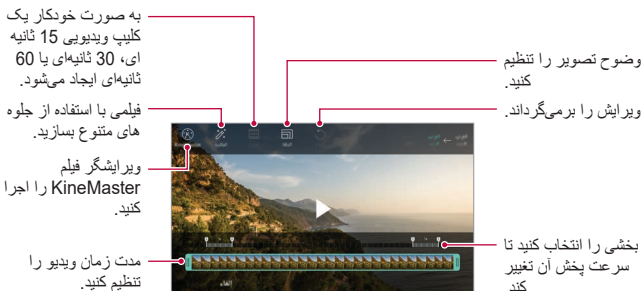 به صورت خودکار یک
کلیپ ویدیویی 15 ثانیه
ای، 30 ثانیه‌ای یا 60
ثانیه‌ای ایجاد می‌شود.
فیلمی با استفاده از جلوه
های متنوع بسازید.
ویرایشگر فیلم
KineMaster را اجرا
کنید.
مدت زمان ویدیو را
تنظیم کنید.
وضوح تصویر را تنظیم
کنید.
ویرایش را برمی‌گرداند.
بخشی را انتخاب کنید تا
سرعت پخش آن تغییر
کند
إلغاء